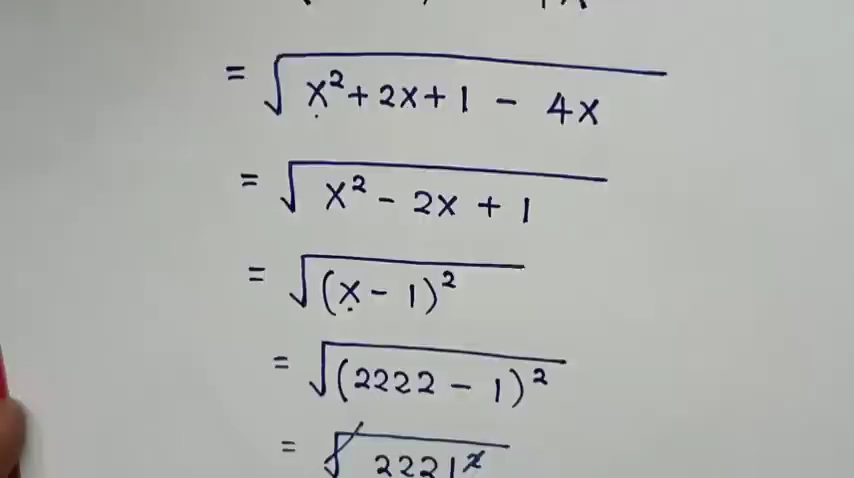 = √(x² + 2x + 1 - 4x)
= √(x² - 2x + 1)
= √((x - 1)²)
= √((2222 - 1)²)
= √(2221²)